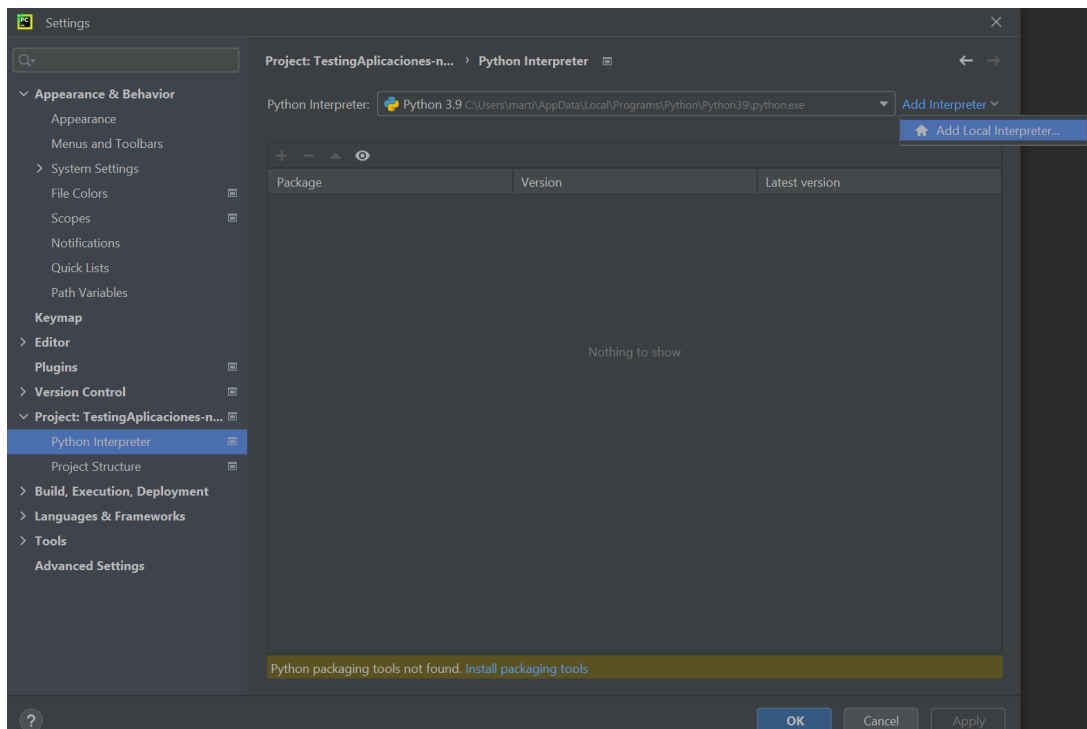 PC
Settings
Appearance & Behavior
Appearance
Menus and Toolbars
System Settings
File Colors
Scopes
Notifications
Quick Lists
Path Variables
Keymap
Editor
Plugins
Version Control
Project: TestingAplicaciones-n...
Python Interpreter
Project Structure
Build, Execution, Deployment
Languages & Frameworks
Tools
Advanced Settings
Project: TestingAplicaciones-n... › Python Interpreter
Python Interpreter: Python 3.9 C:\Users\marti\AppData\Local\Programs\Python\Python39\python.exe Add Interpreter
Add Local Interpreter...
Package Version Latest version
Nothing to show
Python packaging tools not found. Install packaging tools
? OK Cancel Apply